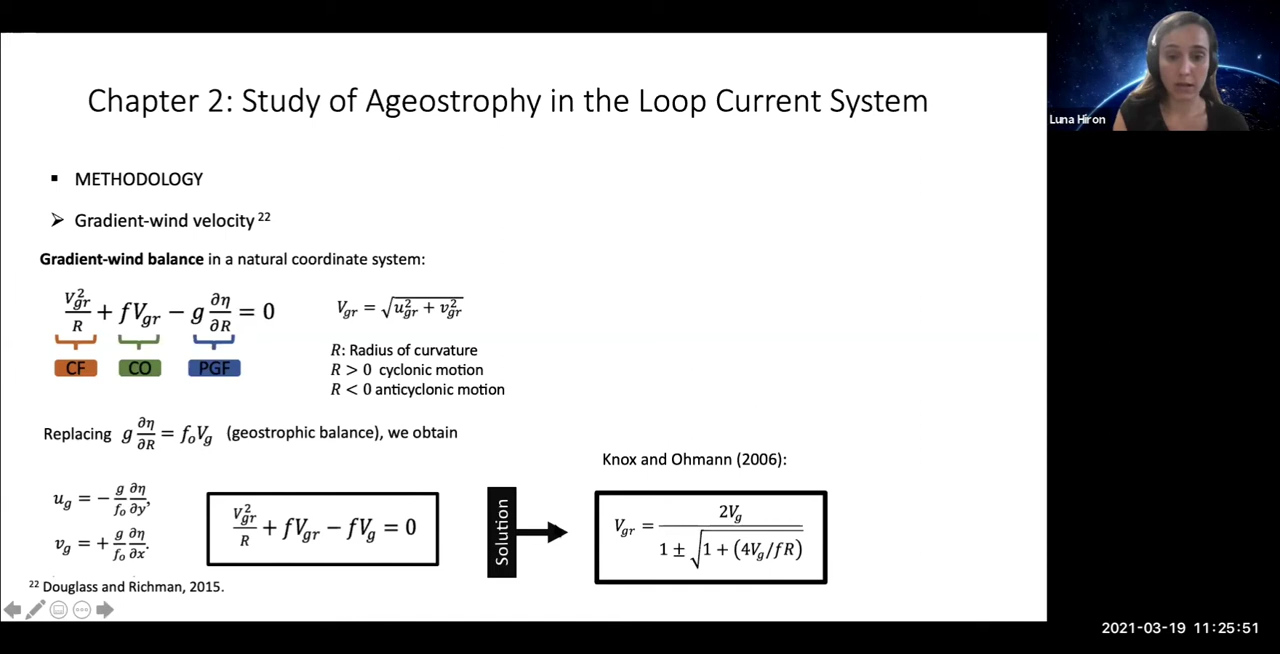 Chapter 2: Study of Ageostrophy in the Loop Current System
Luna Hiron
▪ METHODOLOGY
➢ Gradient-wind velocity 22
Gradient-wind balance in a natural coordinate system:
V²gr/R + fVgr − g ∂η/∂R = 0
CF CO PGF
Vgr = √(u²gr + v²gr)
R: Radius of curvature
R > 0 cyclonic motion
R < 0 anticyclonic motion
Replacing g ∂η/∂R = foVg (geostrophic balance), we obtain
ug = − g/fo ∂η/∂y,
vg = + g/fo ∂η/∂x.
V²gr/R + fVgr − fVg = 0
Solution
Knox and Ohmann (2006):
Vgr = 2Vg / (1 ± √(1 + (4Vg/fR)))
22 Douglass and Richman, 2015.
2021-03-19 11:25:51